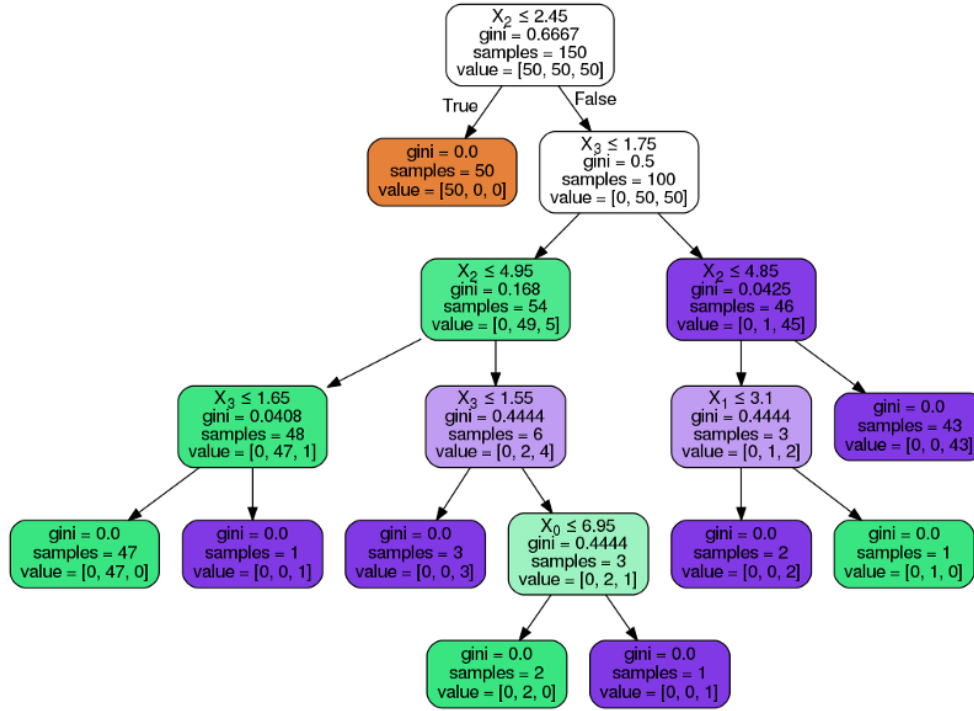 X₂ ≤ 2.45
gini = 0.6667
samples = 150
value = [50, 50, 50]
True
False
gini = 0.0
samples = 50
value = [50, 0, 0]
X₃ ≤ 1.75
gini = 0.5
samples = 100
value = [0, 50, 50]
X₂ ≤ 4.95
gini = 0.168
samples = 54
value = [0, 49, 5]
X₂ ≤ 4.85
gini = 0.0425
samples = 46
value = [0, 1, 45]
X₃ ≤ 1.65
gini = 0.0408
samples = 48
value = [0, 47, 1]
X₃ ≤ 1.55
gini = 0.4444
samples = 6
value = [0, 2, 4]
X₁ ≤ 3.1
gini = 0.4444
samples = 3
value = [0, 1, 2]
gini = 0.0
samples = 43
value = [0, 0, 43]
gini = 0.0
samples = 47
value = [0, 47, 0]
gini = 0.0
samples = 1
value = [0, 0, 1]
gini = 0.0
samples = 3
value = [0, 0, 3]
X₀ ≤ 6.95
gini = 0.4444
samples = 3
value = [0, 2, 1]
gini = 0.0
samples = 2
value = [0, 0, 2]
gini = 0.0
samples = 1
value = [0, 1, 0]
gini = 0.0
samples = 2
value = [0, 2, 0]
gini = 0.0
samples = 1
value = [0, 0, 1]